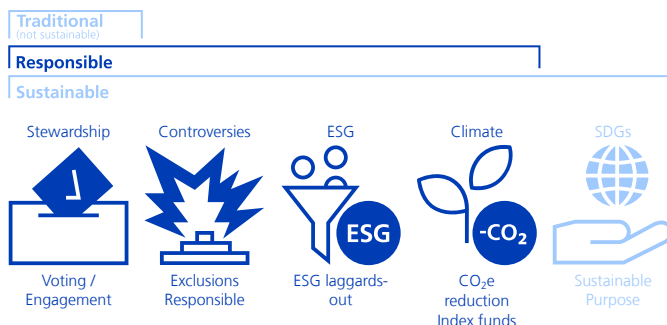 Traditional
(not sustainable)
Responsible
Sustainable
Stewardship
Controversies
ESG
Climate
SDGs
ESG
-CO₂
Voting /
Engagement
Exclusions
Responsible
ESG laggards-
out
CO₂e
reduction
Index funds
Sustainable
Purpose